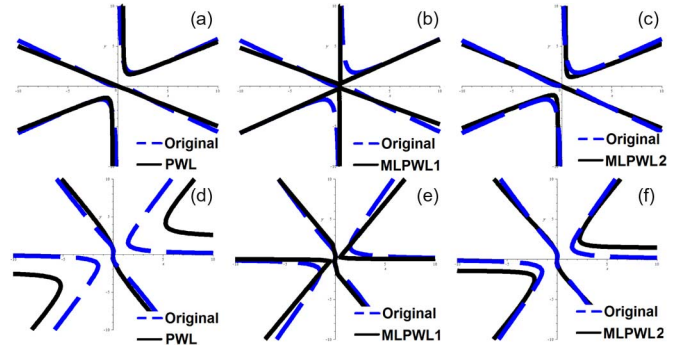 (a)
Original
PWL
(b)
Original
MLPWL1
(c)
Original
MLPWL2
(d)
Original
PWL
(e)
Original
MLPWL1
(f)
Original
MLPWL2